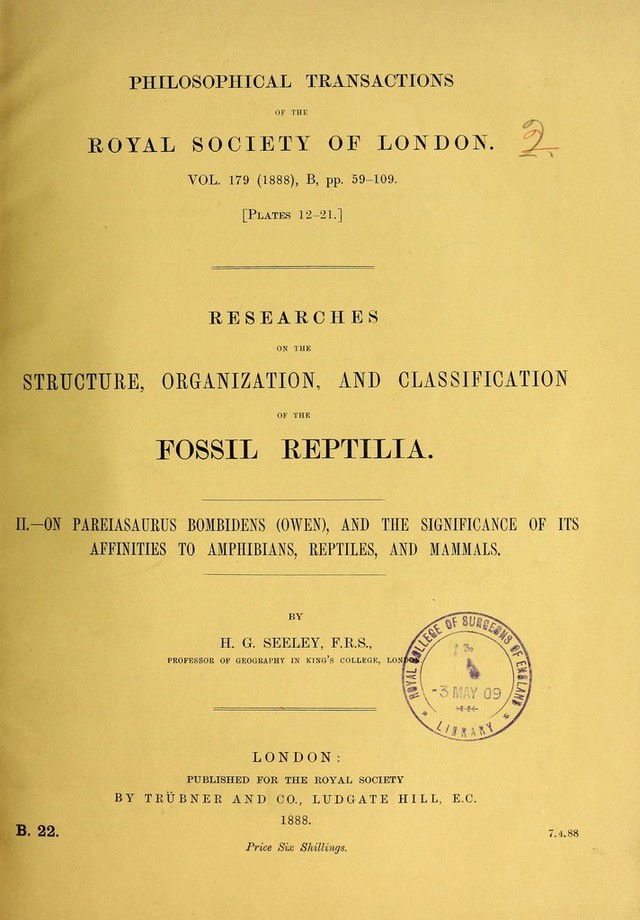 PHILOSOPHICAL TRANSACTIONS
OF THE
ROYAL SOCIETY OF LONDON.
2.
VOL. 179 (1888), B, pp. 59-109.
[PLATES 12-21.]
RESEARCHES
ON THE
STRUCTURE, ORGANIZATION, AND CLASSIFICATION
OF THE
FOSSIL REPTILIA.
II.—ON PAREIASAURUS BOMBIDENS (OWEN), AND THE SIGNIFICANCE OF ITS
AFFINITIES TO AMPHIBIANS, REPTILES, AND MAMMALS.
BY
H. G. SEELEY, F.R.S.,
PROFESSOR OF GEOGRAPHY IN KING'S COLLEGE, LONDON.
ROYAL COLLEGE OF SURGEONS OF ENGLAND
-3 MAY 09
* LIBRARY *
LONDON:
PUBLISHED FOR THE ROYAL SOCIETY
BY TRÜBNER AND CO., LUDGATE HILL, E.C.
1888.
B. 22.
7.4.88
Price Six Shillings.